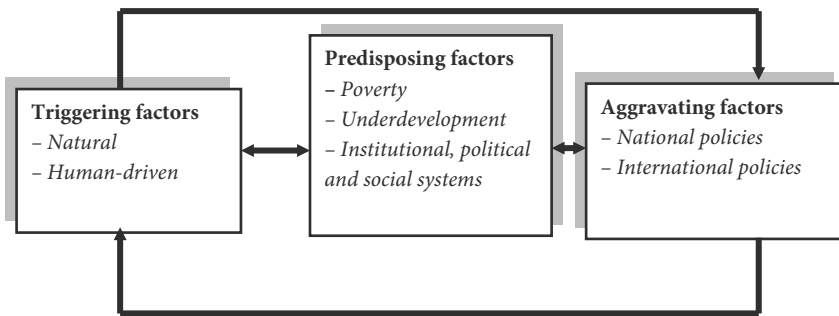 Triggering factors
– Natural
– Human-driven
Predisposing factors
– Poverty
– Underdevelopment
– Institutional, political
and social systems
Aggravating factors
– National policies
– International policies